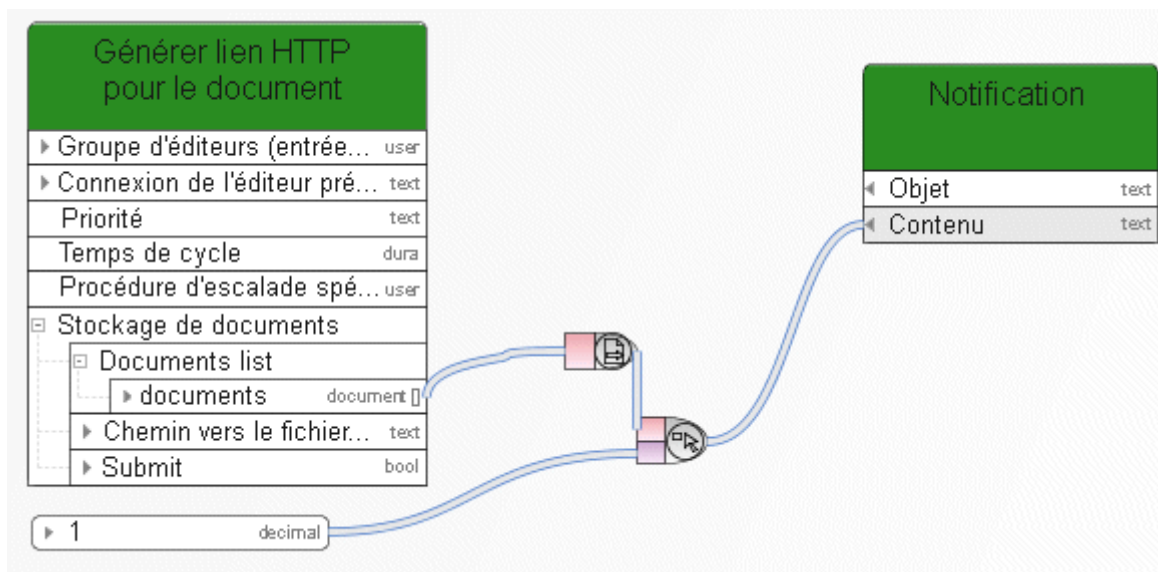 Générer lien HTTP
pour le document
Groupe d'éditeurs (entrée... user
Connexion de l'éditeur pré... text
Priorité text
Temps de cycle dura
Procédure d'escalade spé... user
Stockage de documents
Documents list
documents document []
Chemin vers le fichier... text
Submit bool
1 decimal
Notification
Objet text
Contenu text